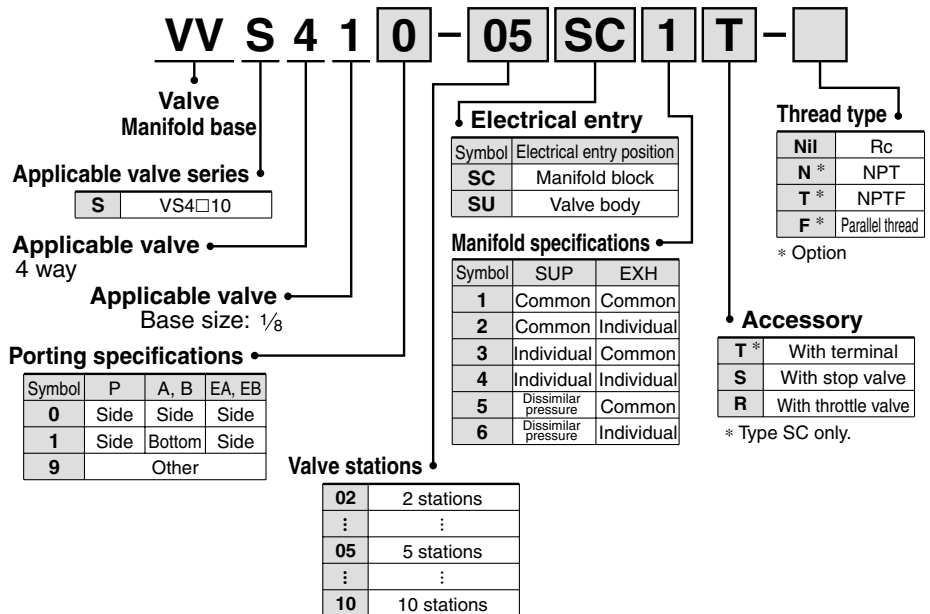 VV S 4 1 0 – 05 SC 1 T –
Valve
Manifold base
Applicable valve series
S VS4□10
Applicable valve
4 way
Applicable valve
Base size: 1/8
Porting specifications
Symbol P A, B EA, EB
0 Side Side Side
1 Side Bottom Side
9 Other
Valve stations
02 2 stations
⋮ ⋮
05 5 stations
⋮ ⋮
10 10 stations
Electrical entry
Symbol Electrical entry position
SC Manifold block
SU Valve body
Manifold specifications
Symbol SUP EXH
1 Common Common
2 Common Individual
3 Individual Common
4 Individual Individual
5 Dissimilar pressure Common
6 Dissimilar pressure Individual
Thread type
Nil Rc
N * NPT
T * NPTF
F * Parallel thread
* Option
Accessory
T * With terminal
S With stop valve
R With throttle valve
* Type SC only.